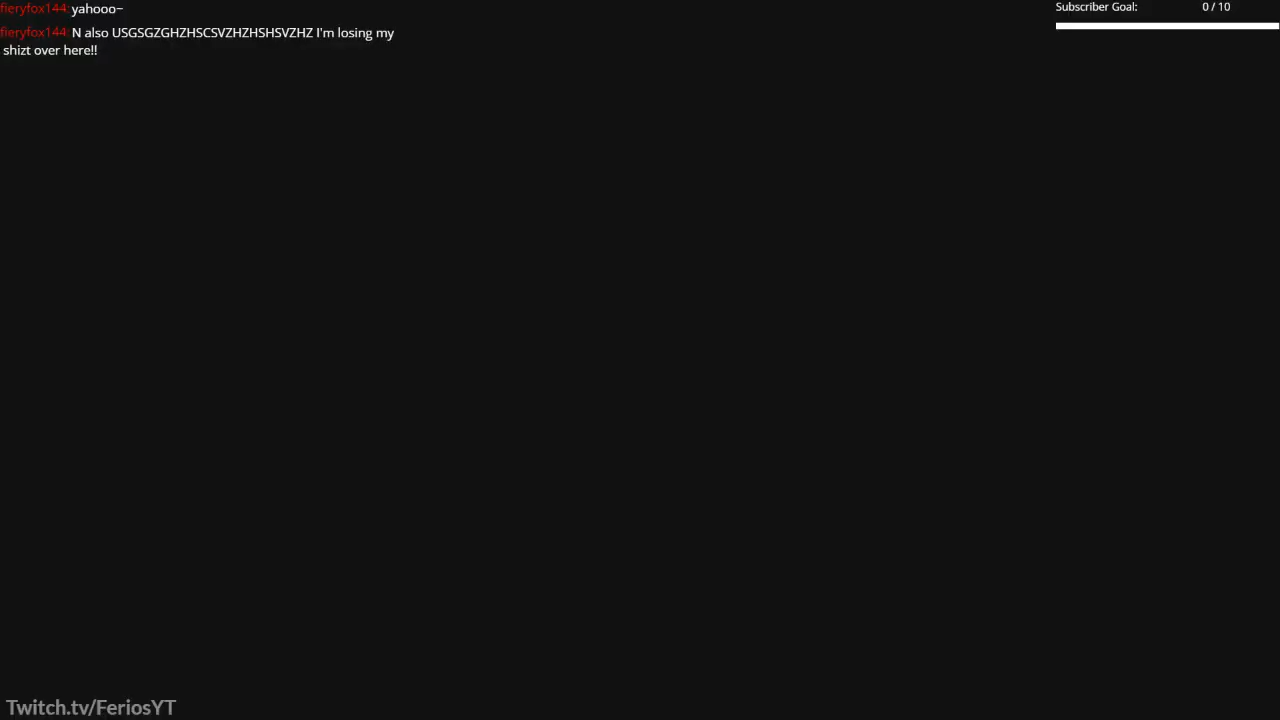 fieryfox144: yahooo~
Subscriber Goal: 0 / 10
fieryfox144: N also USGSGZGHZHSCSVZHZHSHSVZHZ I'm losing my
shizt over here!!
Twitch.tv/FeriosYT